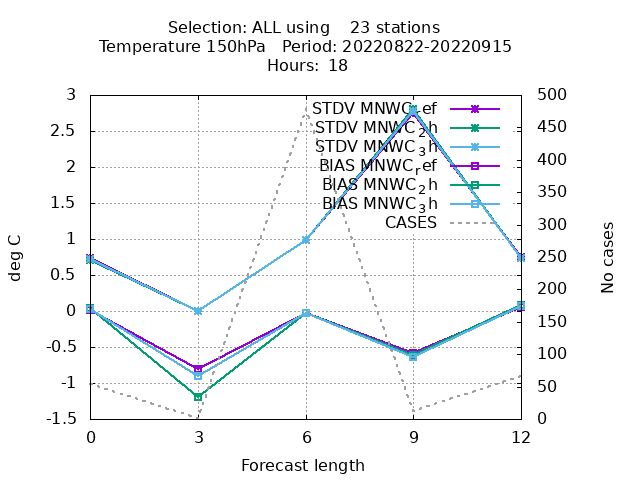 Selection: ALL using 23 stations
Temperature 150hPa Period: 20220822-20220915
Hours: 18
STDV MNWC_ref
STDV MNWC_2h
STDV MNWC_3h
BIAS MNWC_ref
BIAS MNWC_2h
BIAS MNWC_3h
CASES
deg C
3
2.5
2
1.5
1
0.5
0
-0.5
-1
-1.5
500
450
400
350
300
250
200
150
100
50
0
No cases
0 3 6 9 12
Forecast length